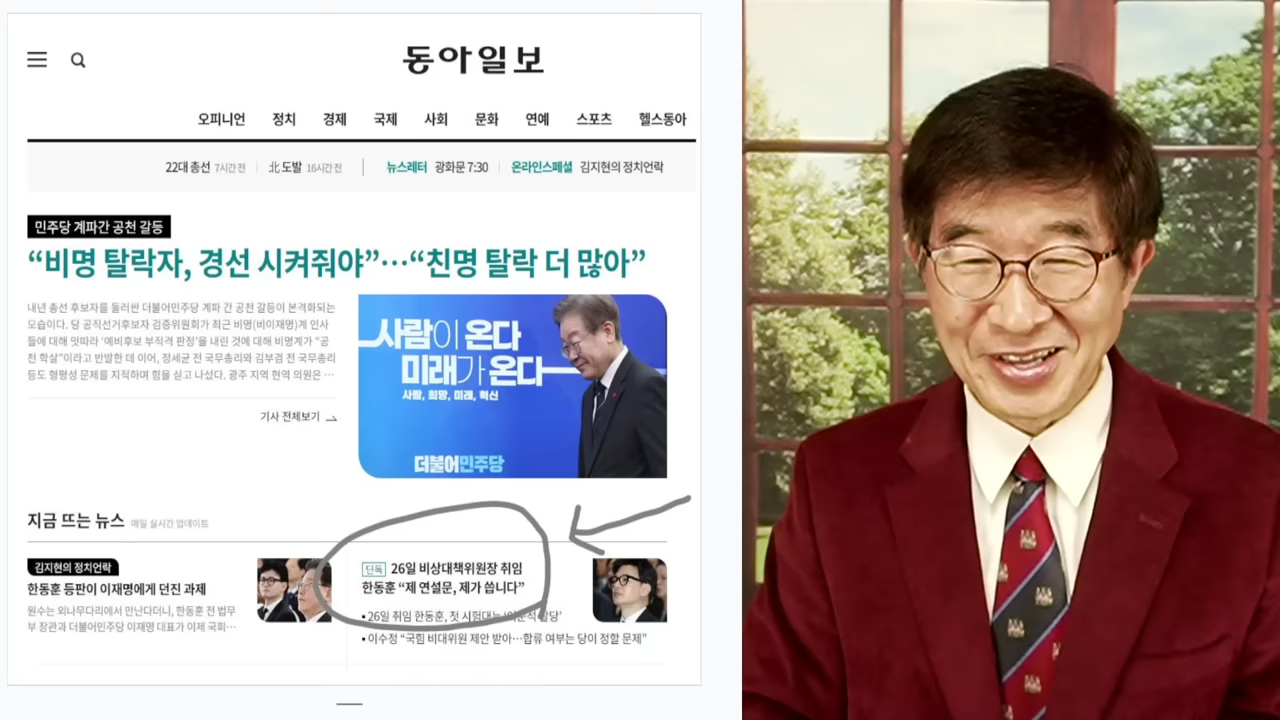 동아일보
오피니언 정치 경제 국제 사회 문화 연예 스포츠 헬스동아
22대 총선 7시간 전 北 도발 16시간 전 뉴스레터 광화문 7:30 온라인스페셜 김지현의 정치언락
민주당 계파간 공천 갈등
“비명 탈락자, 경선 시켜줘야”…“친명 탈락 더 많아”
내년 총선 후보자를 둘러싼 더불어민주당 계파 간 공천 갈등이 본격화되는
모습이다. 당 공직선거후보자 검증위원회가 최근 비명(비이재명)계 인사
들에 대해 잇따라 ‘예비후보 부적격 판정’을 내린 것에 대해 비명계가 “공
천 학살”이라고 반발한 데 이어, 정세균 전 국무총리와 김부겸 전 국무총리
등도 형평성 문제를 지적하며 힘을 싣고 나섰다. 광주 지역 현역 의원은 …
기사 전체보기
사람이 온다
미래가 온다
사람, 희망, 미래, 혁신
더불어민주당
지금 뜨는 뉴스 매일 실시간 업데이트
김지현의 정치언락
한동훈 등판이 이재명에게 던진 과제
원수는 외나무다리에서 만난다더니, 한동훈 전 법무
부 장관과 더불어민주당 이재명 대표가 이제 국회…
단독 26일 비상대책위원장 취임
한동훈 “제 연설문, 제가 씁니다”
26일 취임 한동훈, 첫 시험대는
이수정 “국힘 비대위원 제안 받아…합류 여부는 당이 정할 문제”